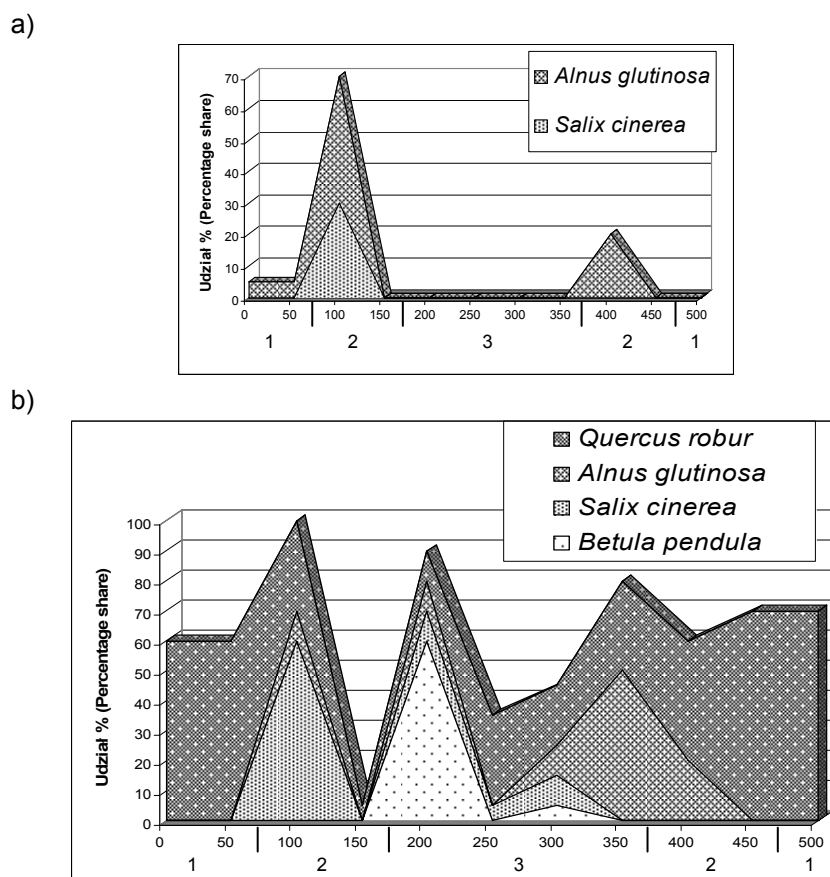 a)
Alnus glutinosa
Salix cinerea
Udział % (Percentage share)
70
60
50
40
30
20
10
0
0 50 100 150 200 250 300 350 400 450 500
1 2 3 2 1
b)
Quercus robur
Alnus glutinosa
Salix cinerea
Betula pendula
Udział % (Percentage share)
100
90
80
70
60
50
40
30
20
10
0
0 50 100 150 200 250 300 350 400 450 500
1 2 3 2 1